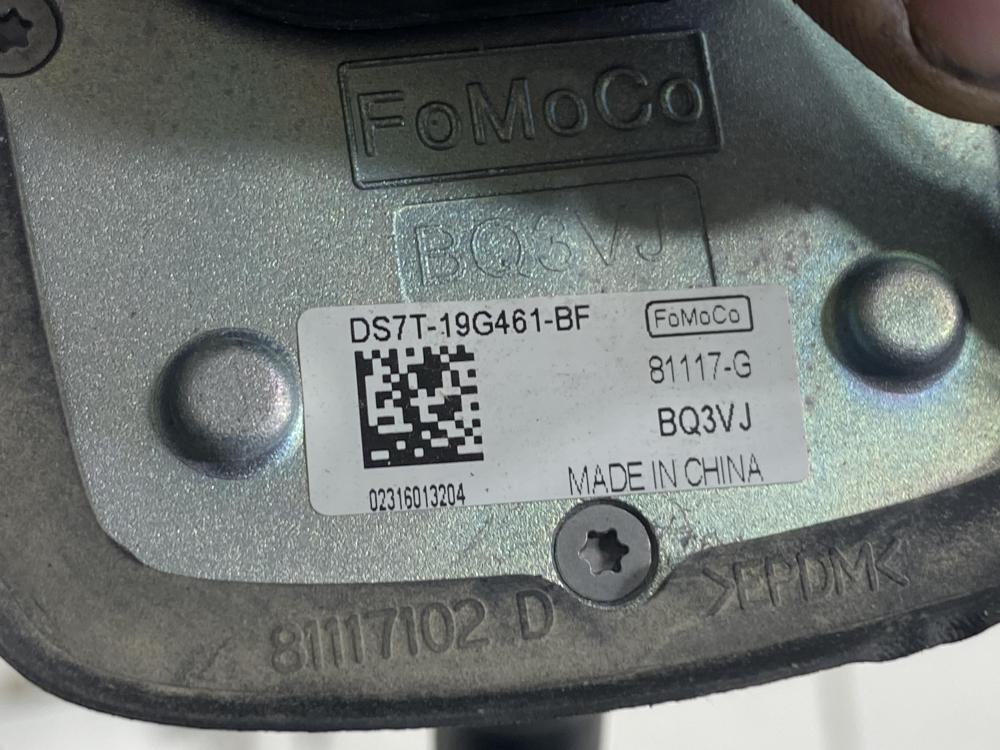 FoMoCo
BQ3VJ
DS7T-19G461-BF
FoMoCo
81117-G
BQ3VJ
MADE IN CHINA
02316013204
81117102 D
>EPDM<